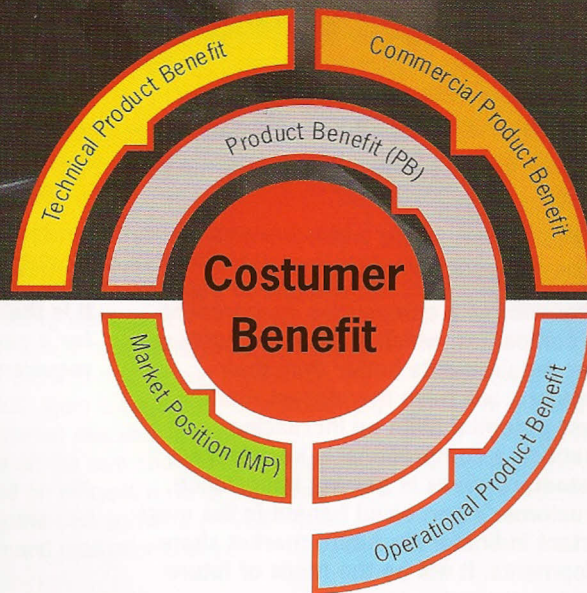 Technical Product Benefit
Commercial Product Benefit
Product Benefit (PB)
Costumer
Benefit
Market Position (MP)
Operational Product Benefit